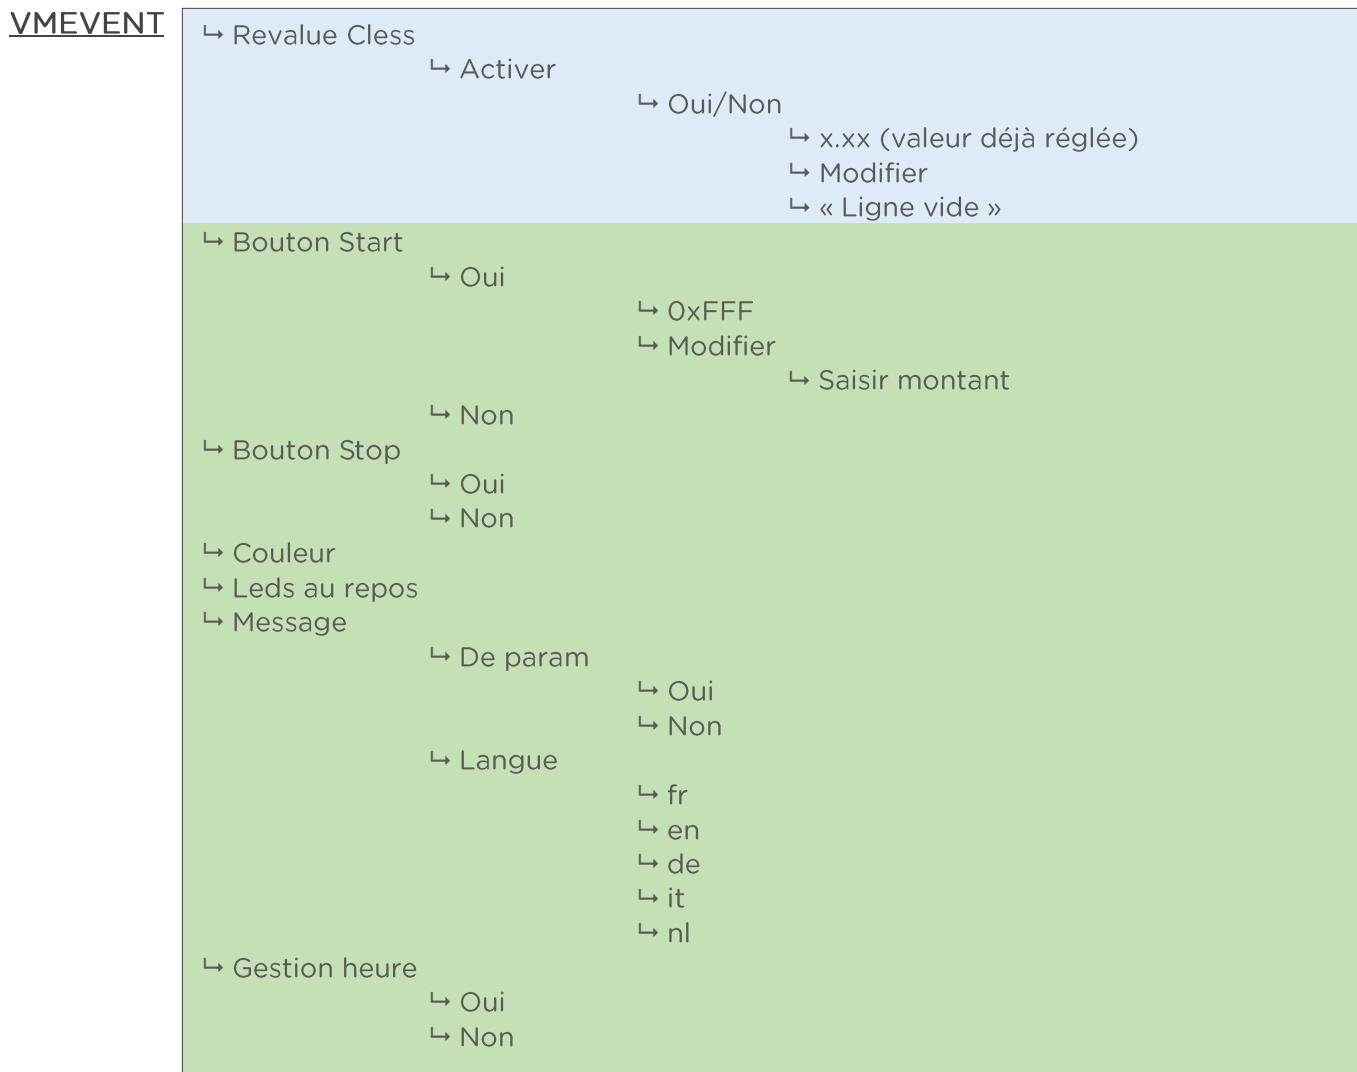 VMEVENT
↳ Revalue Cless
↳ Activer
↳ Oui/Non
↳ x.xx (valeur déjà réglée)
↳ Modifier
↳ « Ligne vide »
↳ Bouton Start
↳ Oui
↳ 0xFFF
↳ Modifier
↳ Saisir montant
↳ Non
↳ Bouton Stop
↳ Oui
↳ Non
↳ Couleur
↳ Leds au repos
↳ Message
↳ De param
↳ Oui
↳ Non
↳ Langue
↳ fr
↳ en
↳ de
↳ it
↳ nl
↳ Gestion heure
↳ Oui
↳ Non